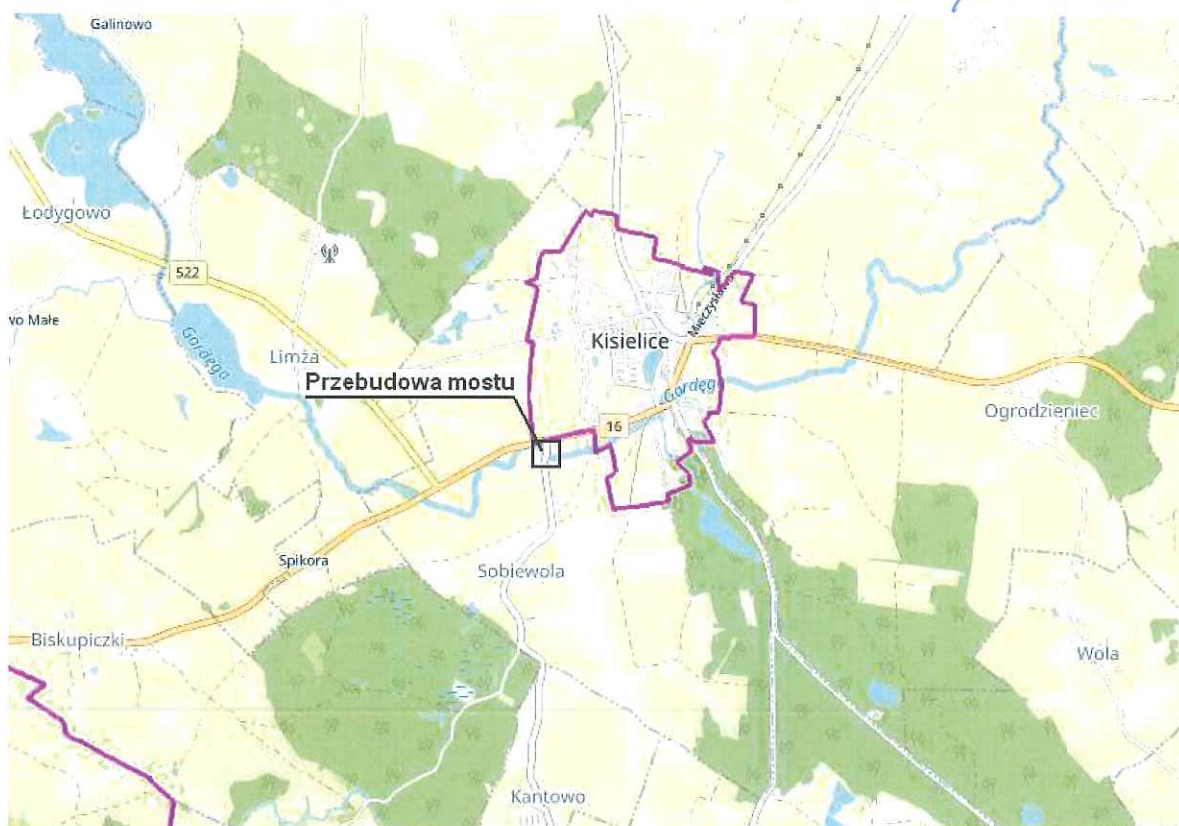 Galinowo
Łodygowo
522
wo Małe
Gardęga
Limża
Kisielice
Mieczysława
Przebudowa mostu
Gardęga
16
Ogrodzieniec
Spikora
Sobiewola
Biskupiczki
Wola
Kantowo